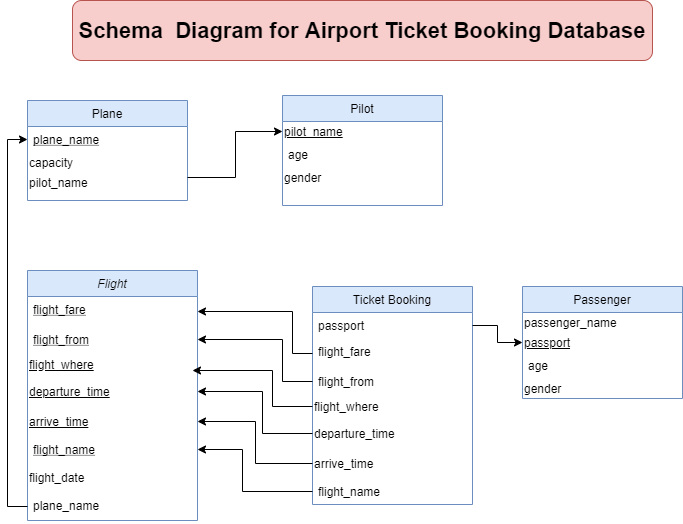 Schema Diagram for Airport Ticket Booking Database
Plane
plane_name
capacity
pilot_name
Pilot
pilot_name
age
gender
Flight
flight_fare
flight_from
flight_where
departure_time
arrive_time
flight_name
flight_date
plane_name
Ticket Booking
passport
flight_fare
flight_from
flight_where
departure_time
arrive_time
flight_name
Passenger
passenger_name
passport
age
gender